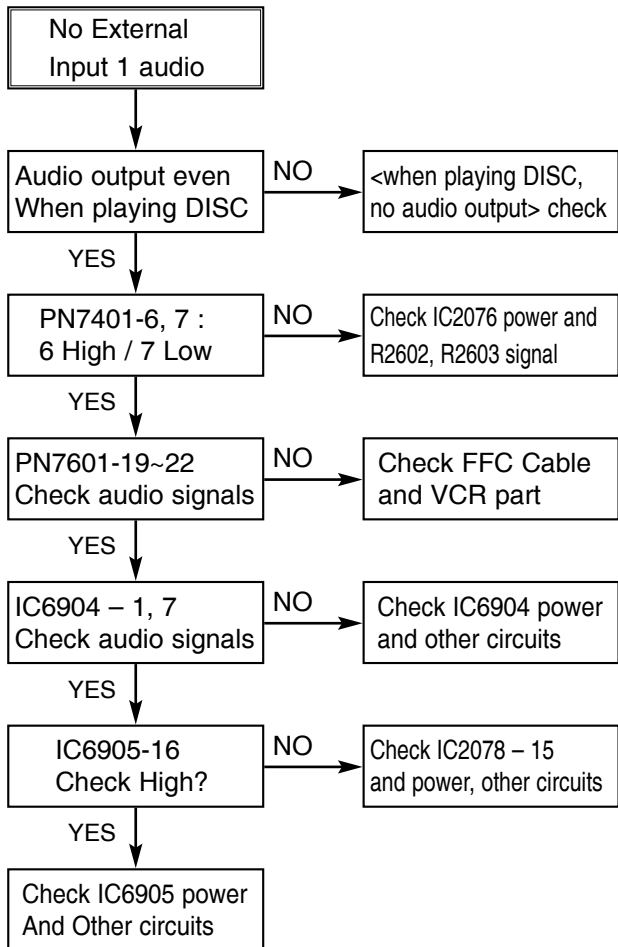 No External
Input 1 audio
Audio output even
When playing DISC
NO
<when playing DISC,
no audio output> check
YES
PN7401-6, 7 :
6 High / 7 Low
NO
Check IC2076 power and
R2602, R2603 signal
YES
PN7601-19~22
Check audio signals
NO
Check FFC Cable
and VCR part
YES
IC6904 – 1, 7
Check audio signals
NO
Check IC6904 power
and other circuits
YES
IC6905-16
Check High?
NO
Check IC2078 – 15
and power, other circuits
YES
Check IC6905 power
And Other circuits